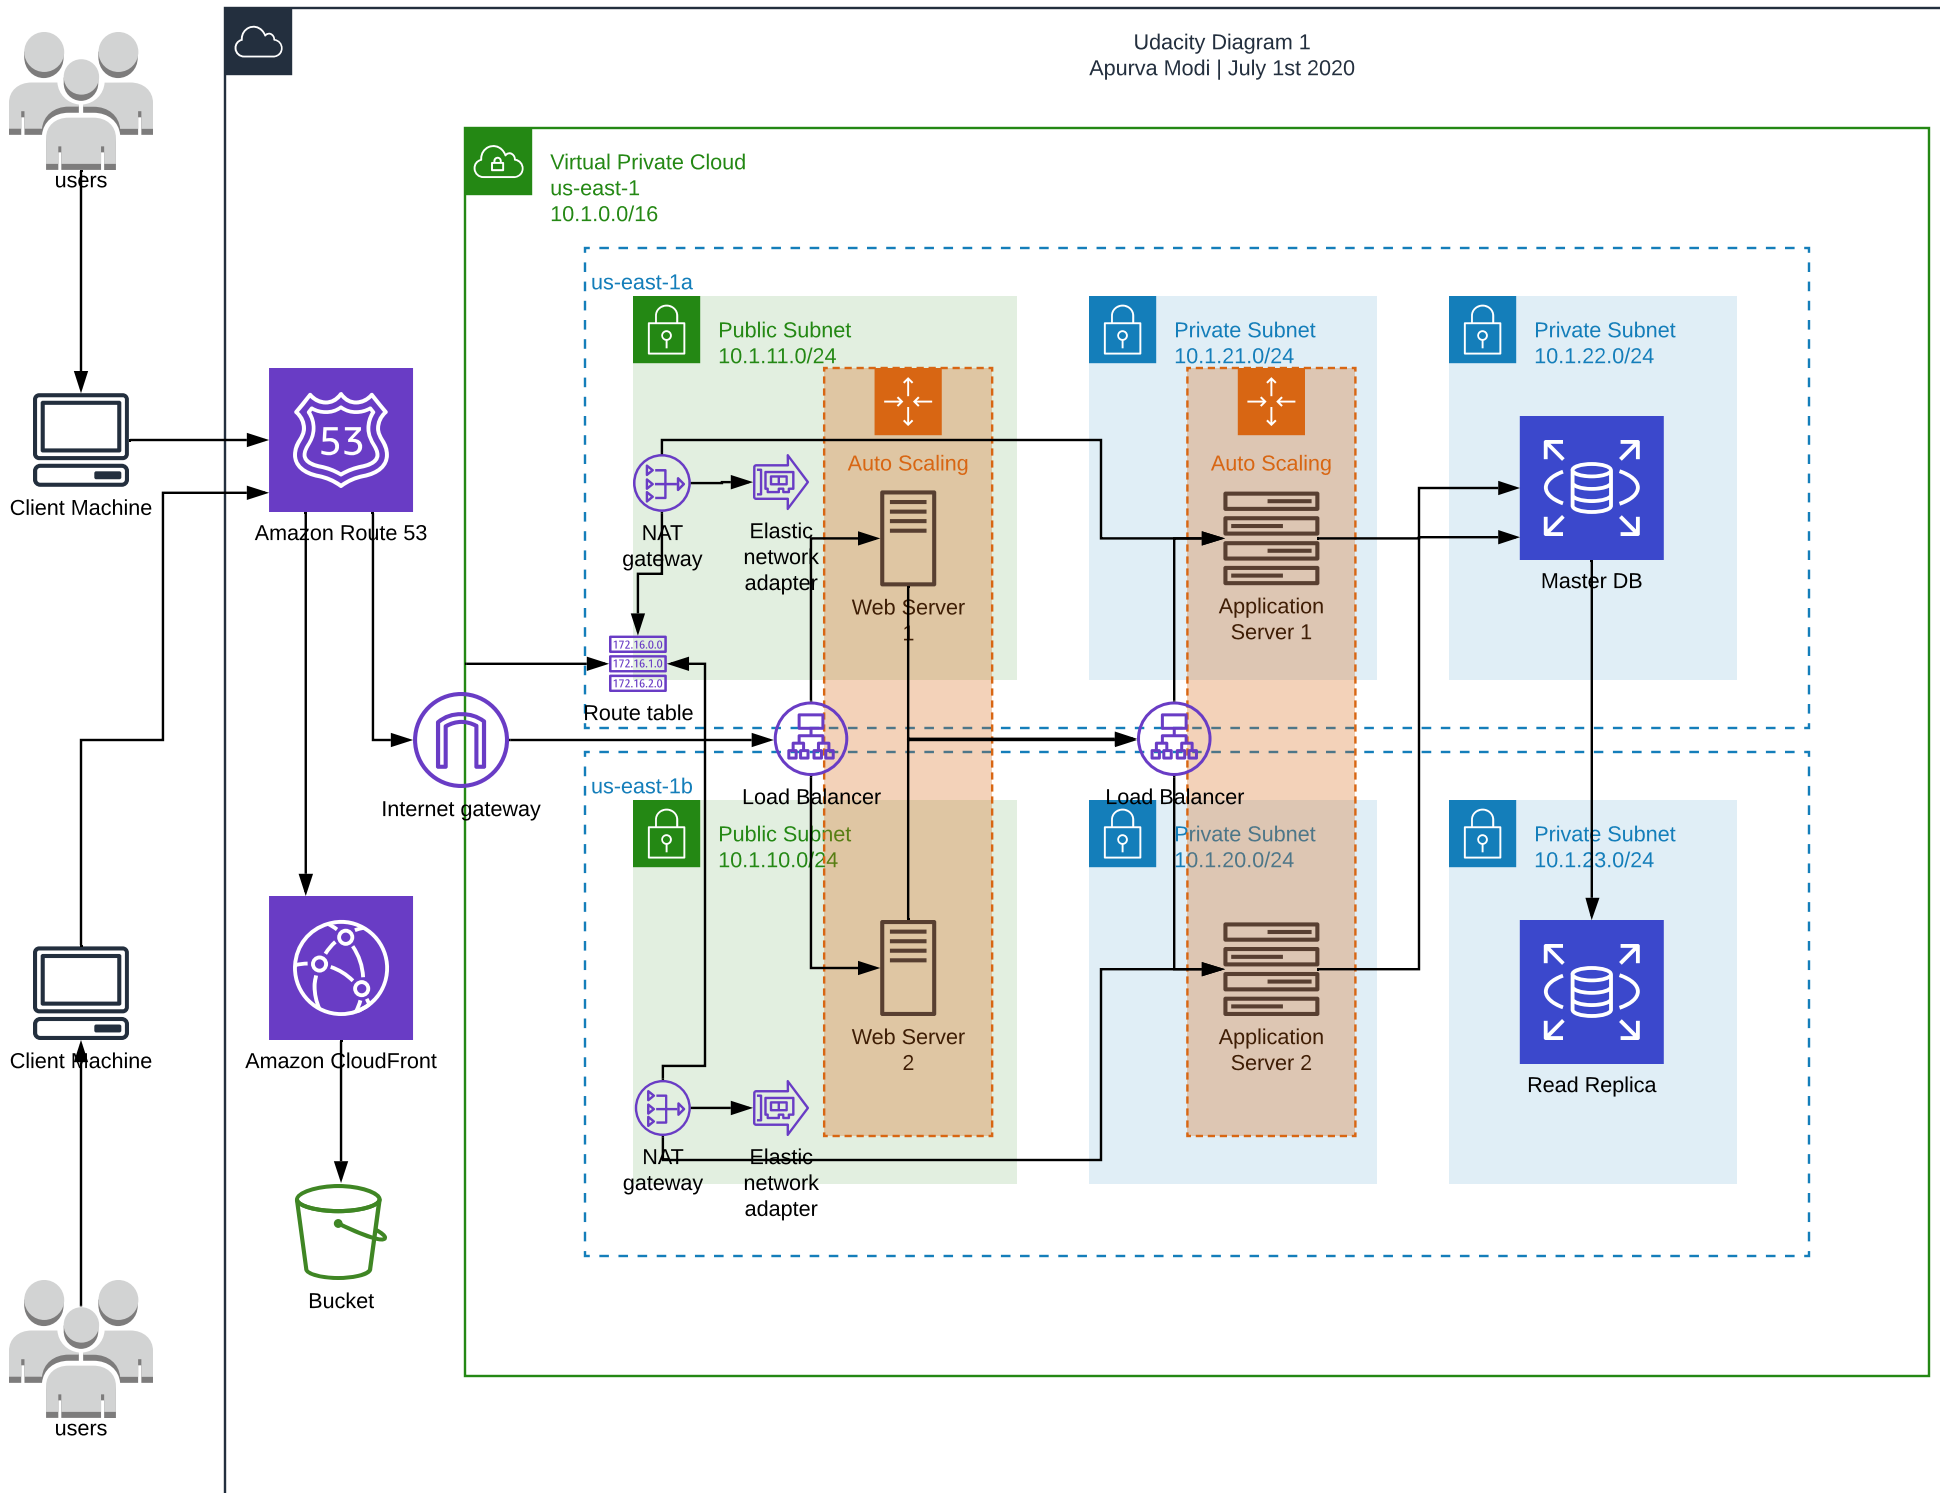 Udacity Diagram 1
Apurva Modi | July 1st 2020
users
Virtual Private Cloud
us-east-1
10.1.0.0/16
us-east-1a
Public Subnet
10.1.11.0/24
Private Subnet
10.1.21.0/24
Private Subnet
10.1.22.0/24
53
Client Machine
Amazon Route 53
Auto Scaling
Auto Scaling
NAT
gateway
Elastic
network
adapter
Web Server
1
Application
Server 1
Master DB
172.16.0.0
172.16.1.0
172.16.2.0
Route table
Internet gateway
Load Balancer
Load Balancer
us-east-1b
Public Subnet
10.1.10.0/24
Private Subnet
10.1.20.0/24
Private Subnet
10.1.23.0/24
Client Machine
Amazon CloudFront
Web Server
2
Application
Server 2
Read Replica
NAT
gateway
Elastic
network
adapter
Bucket
users